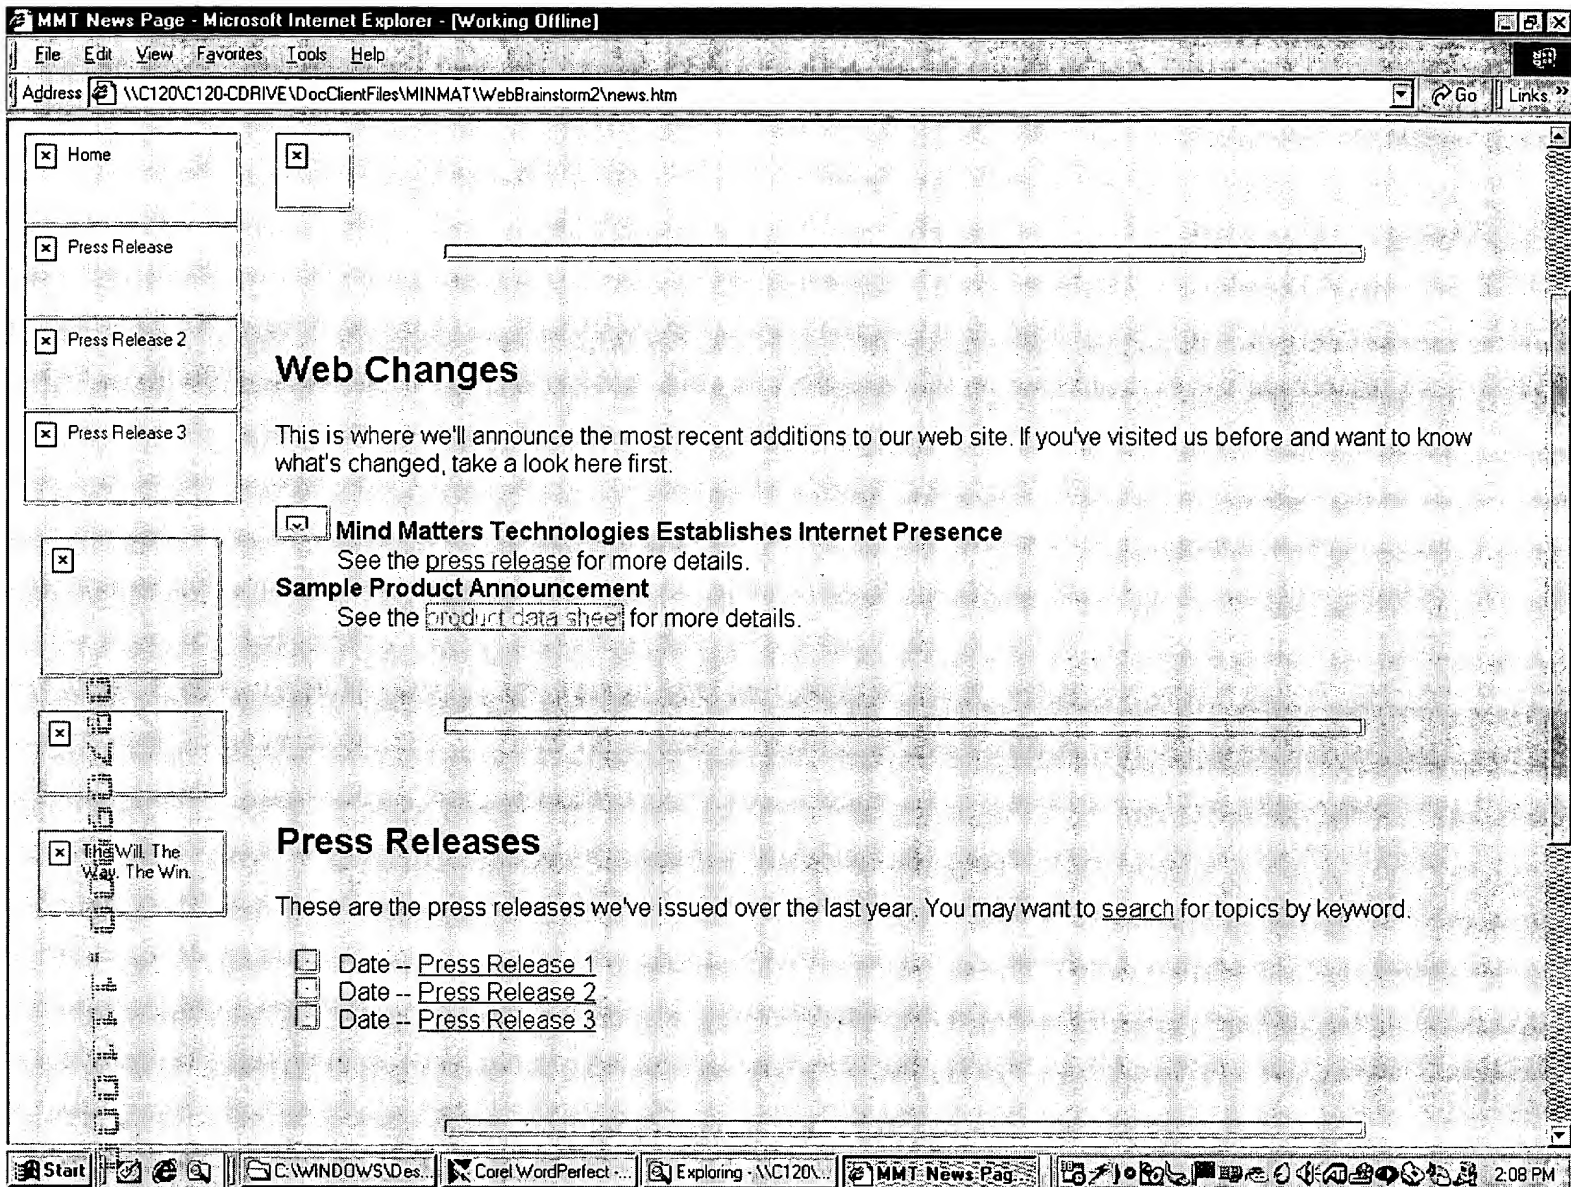 MMT News Page - Microsoft Internet Explorer - [Working Offline]
File Edit View Favorites Tools Help
Address \\C120\C120-CDRIVE\DocClientFiles\MINMAT\WebBrainstorm2\news.htm Go Links »
Home
Press Release
Press Release 2
Press Release 3
Web Changes
This is where we'll announce the most recent additions to our web site. If you've visited us before and want to know
what's changed, take a look here first.
Mind Matters Technologies Establishes Internet Presence
See the press release for more details.
Sample Product Announcement
See the product data sheet for more details.
The Will. The
Way. The Win.
Press Releases
These are the press releases we've issued over the last year. You may want to search for topics by keyword.
Date -- Press Release 1
Date -- Press Release 2
Date -- Press Release 3
Start C:\WINDOWS\Des... Corel WordPerfect - ... Exploring - \\C120\... MMT News Pag... 2:08 PM